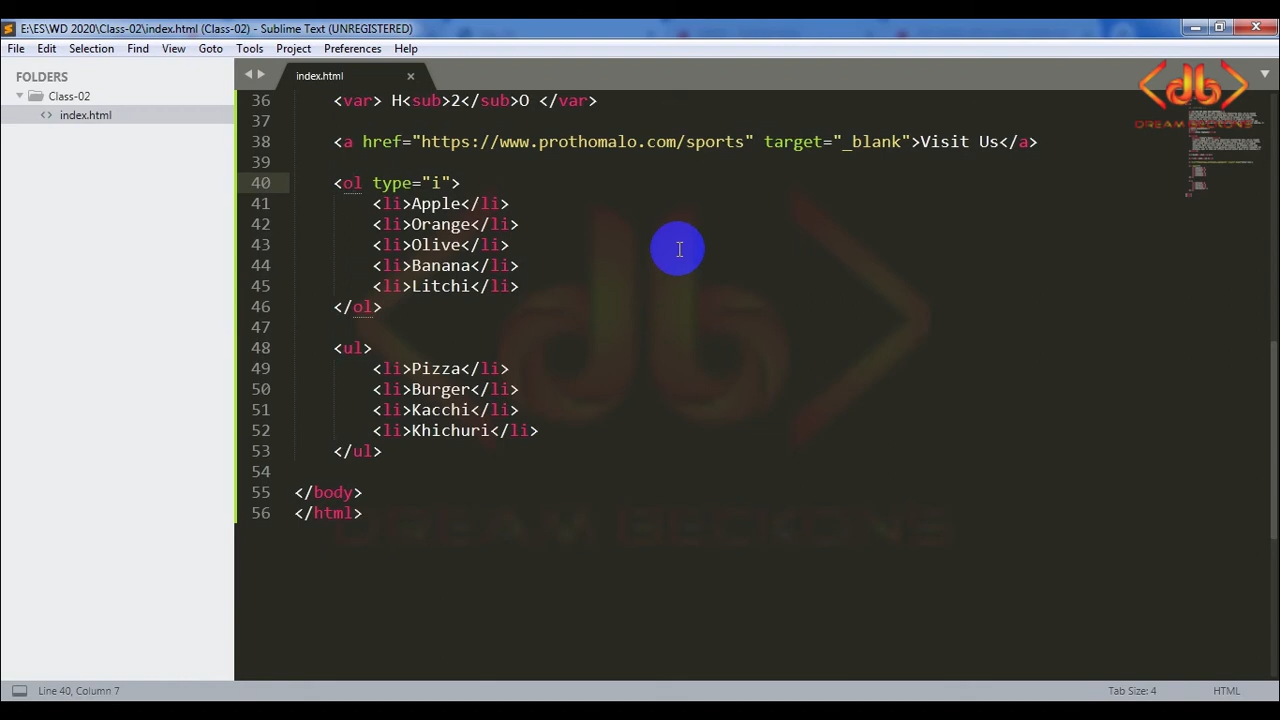 E:\ES\WD 2020\Class-02\index.html (Class-02) - Sublime Text (UNREGISTERED)
File Edit Selection Find View Goto Tools Project Preferences Help
FOLDERS
Class-02
index.html
index.html
DREAM BECKONS
36 <var> H<sub>2</sub>O </var>
37
38 <a href="https://www.prothomalo.com/sports" target="_blank">Visit Us</a>
39
40 <ol type="i">
41 <li>Apple</li>
42 <li>Orange</li>
43 <li>Olive</li>
44 <li>Banana</li>
45 <li>Litchi</li>
46 </ol>
47
48 <ul>
49 <li>Pizza</li>
50 <li>Burger</li>
51 <li>Kacchi</li>
52 <li>Khichuri</li>
53 </ul>
54
55 </body>
56 </html>
DREAM BECKONS
Line 40, Column 7
Tab Size: 4
HTML